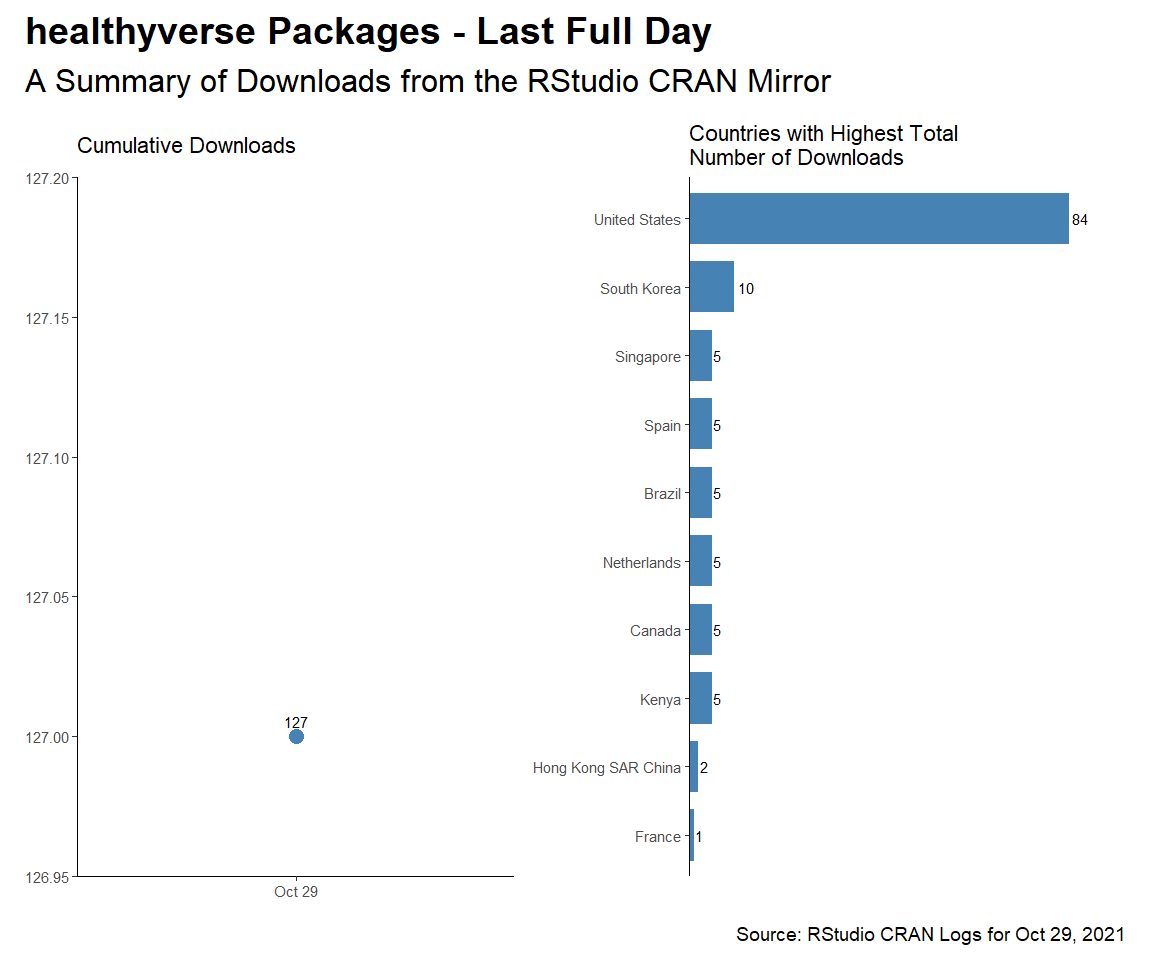 healthyverse Packages - Last Full Day
A Summary of Downloads from the RStudio CRAN Mirror
Cumulative Downloads
127.20
127.15
127.10
127.05
127.00
126.95
127
Oct 29
Countries with Highest Total
Number of Downloads
United States 84
South Korea 10
Singapore 5
Spain 5
Brazil 5
Netherlands 5
Canada 5
Kenya 5
Hong Kong SAR China 2
France 1
Source: RStudio CRAN Logs for Oct 29, 2021